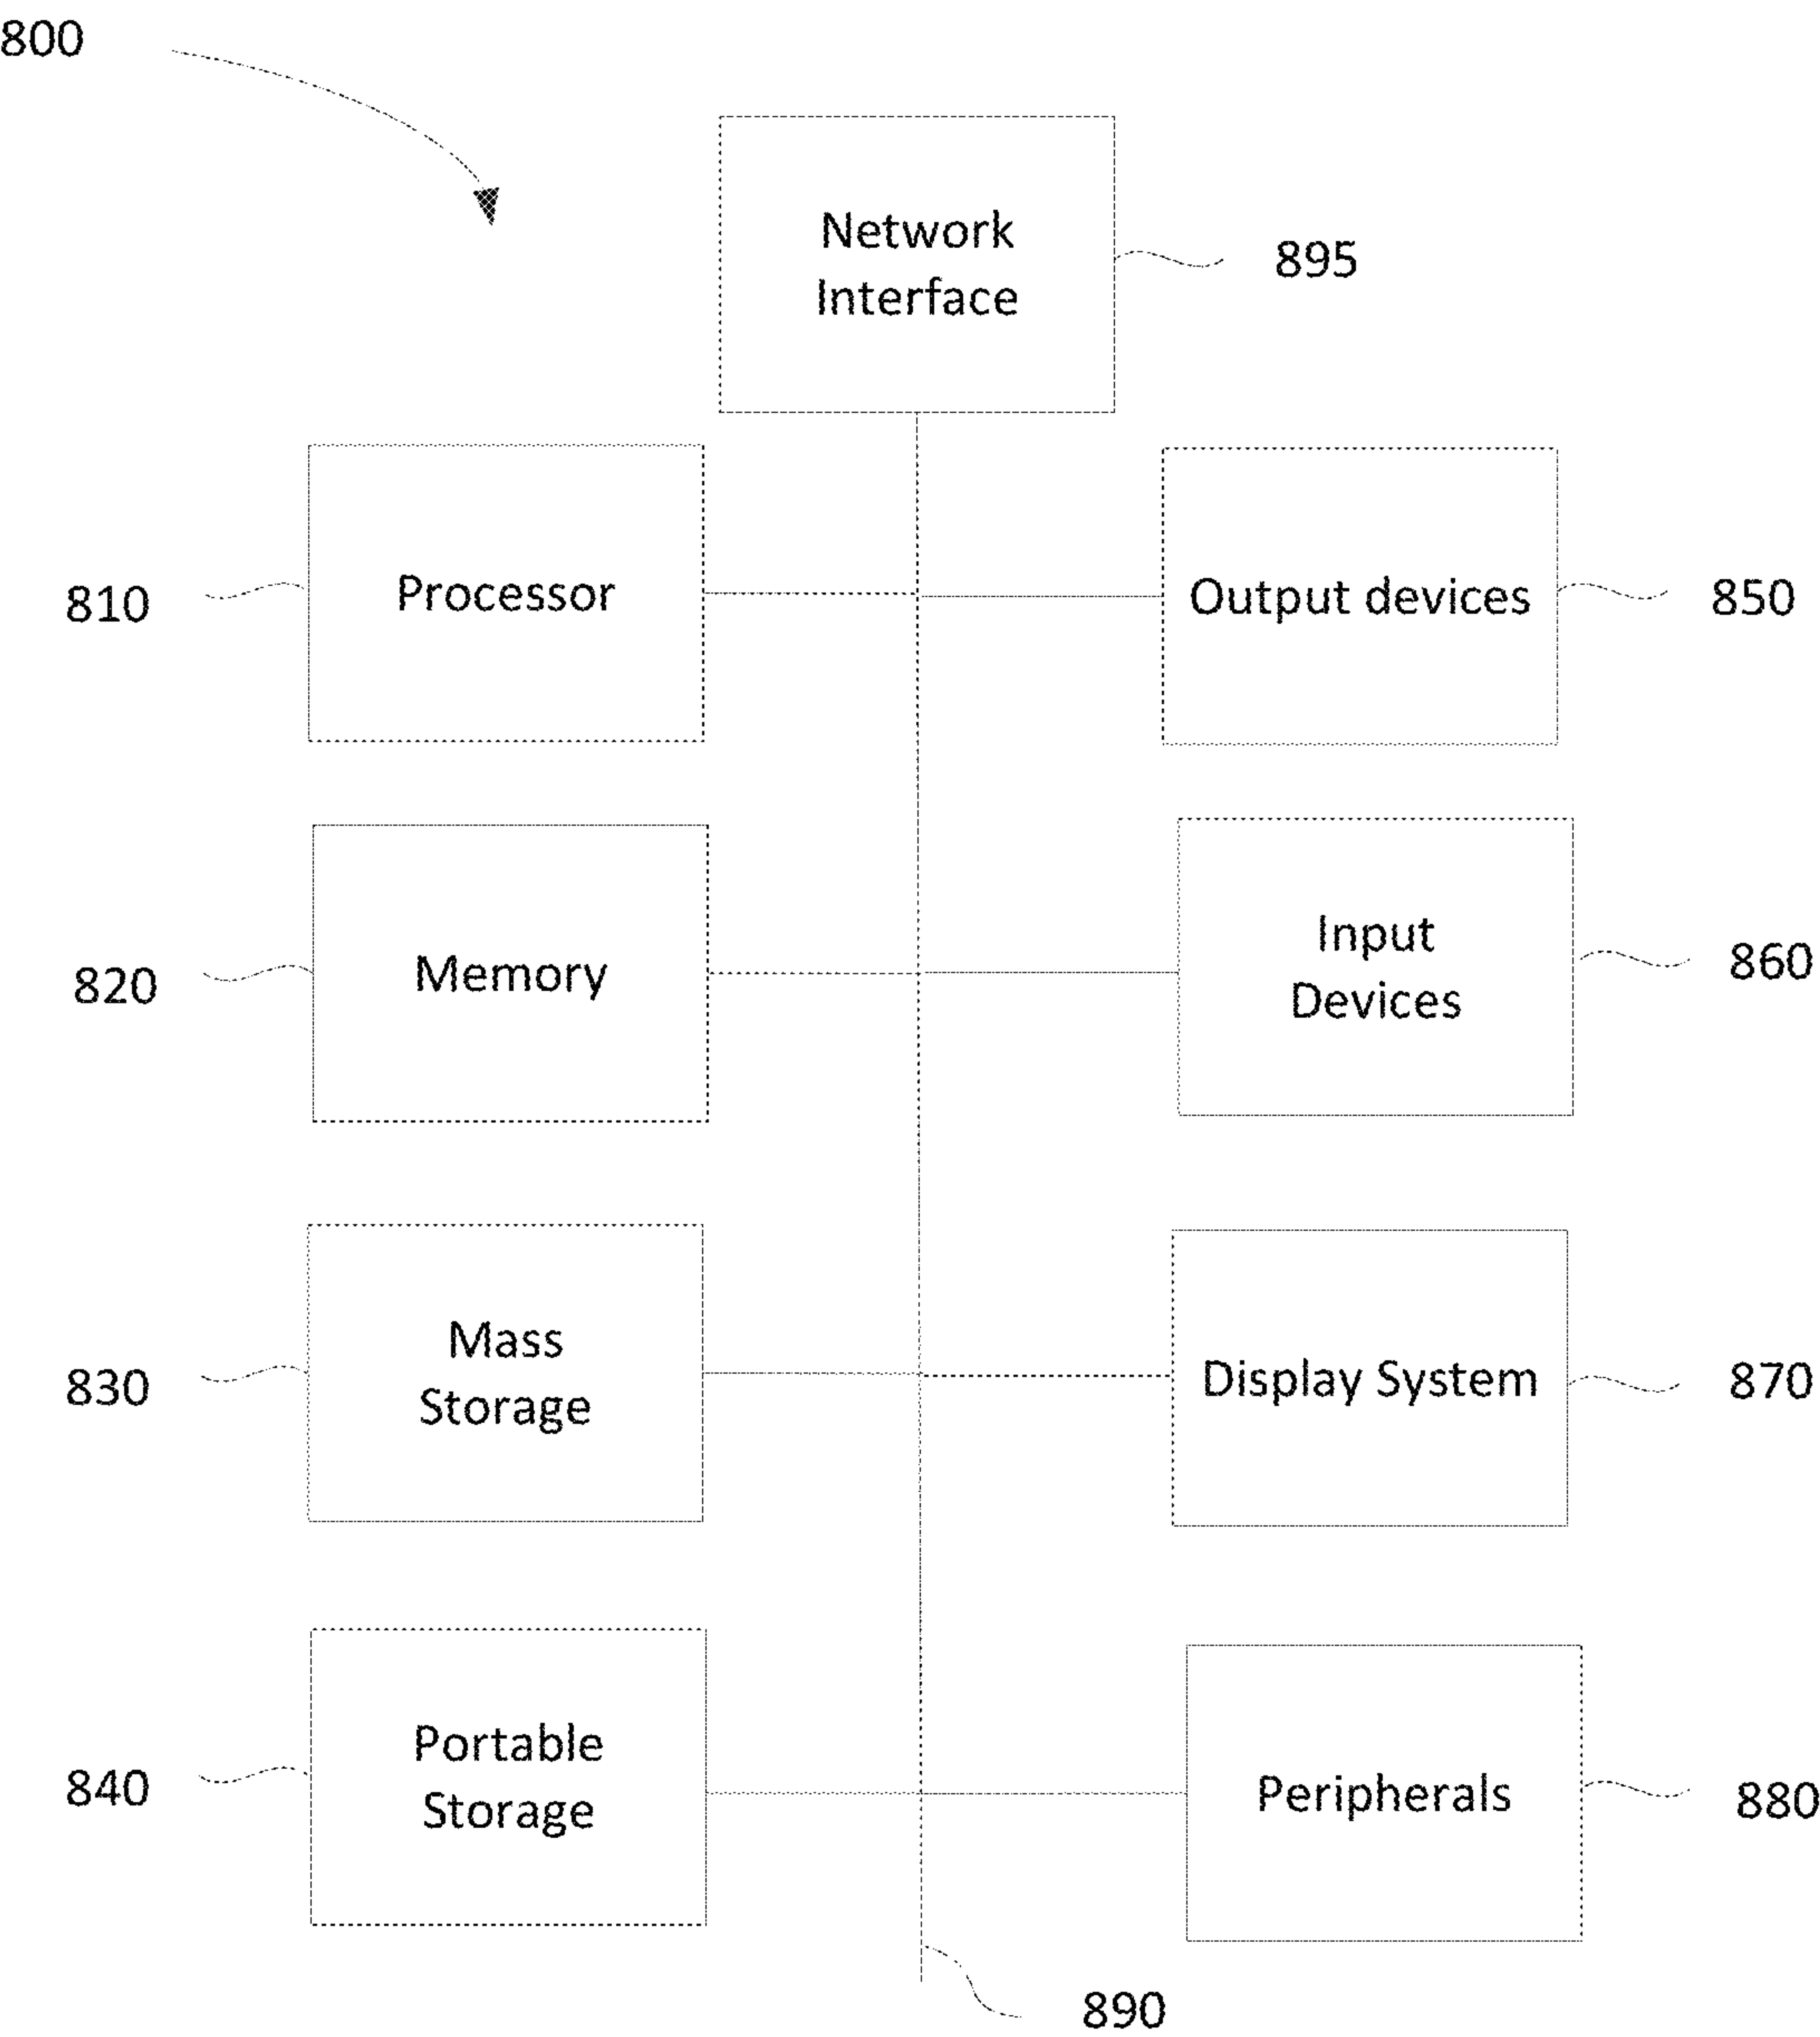 800
Network
Interface
895
Processor
810
Output devices
850
Memory
820
Input
Devices
860
Mass
Storage
830
Display System
870
Portable
Storage
840
Peripherals
880
890